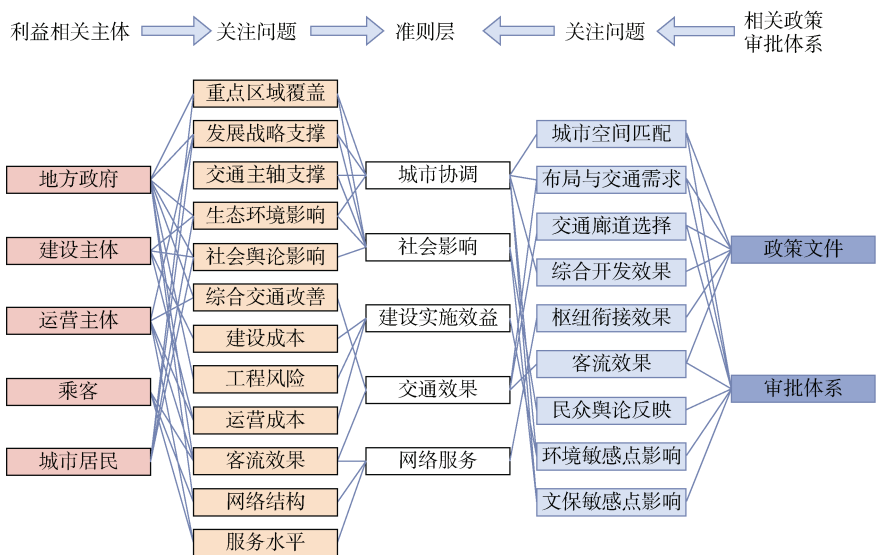 利益相关主体
关注问题
准则层
关注问题
相关政策
审批体系
地方政府
建设主体
运营主体
乘客
城市居民
重点区域覆盖
发展战略支撑
交通主轴支撑
生态环境影响
社会舆论影响
综合交通改善
建设成本
工程风险
运营成本
客流效果
网络结构
服务水平
城市协调
社会影响
建设实施效益
交通效果
网络服务
城市空间匹配
布局与交通需求
交通廊道选择
综合开发效果
枢纽衔接效果
客流效果
民众舆论反映
环境敏感点影响
文保敏感点影响
政策文件
审批体系